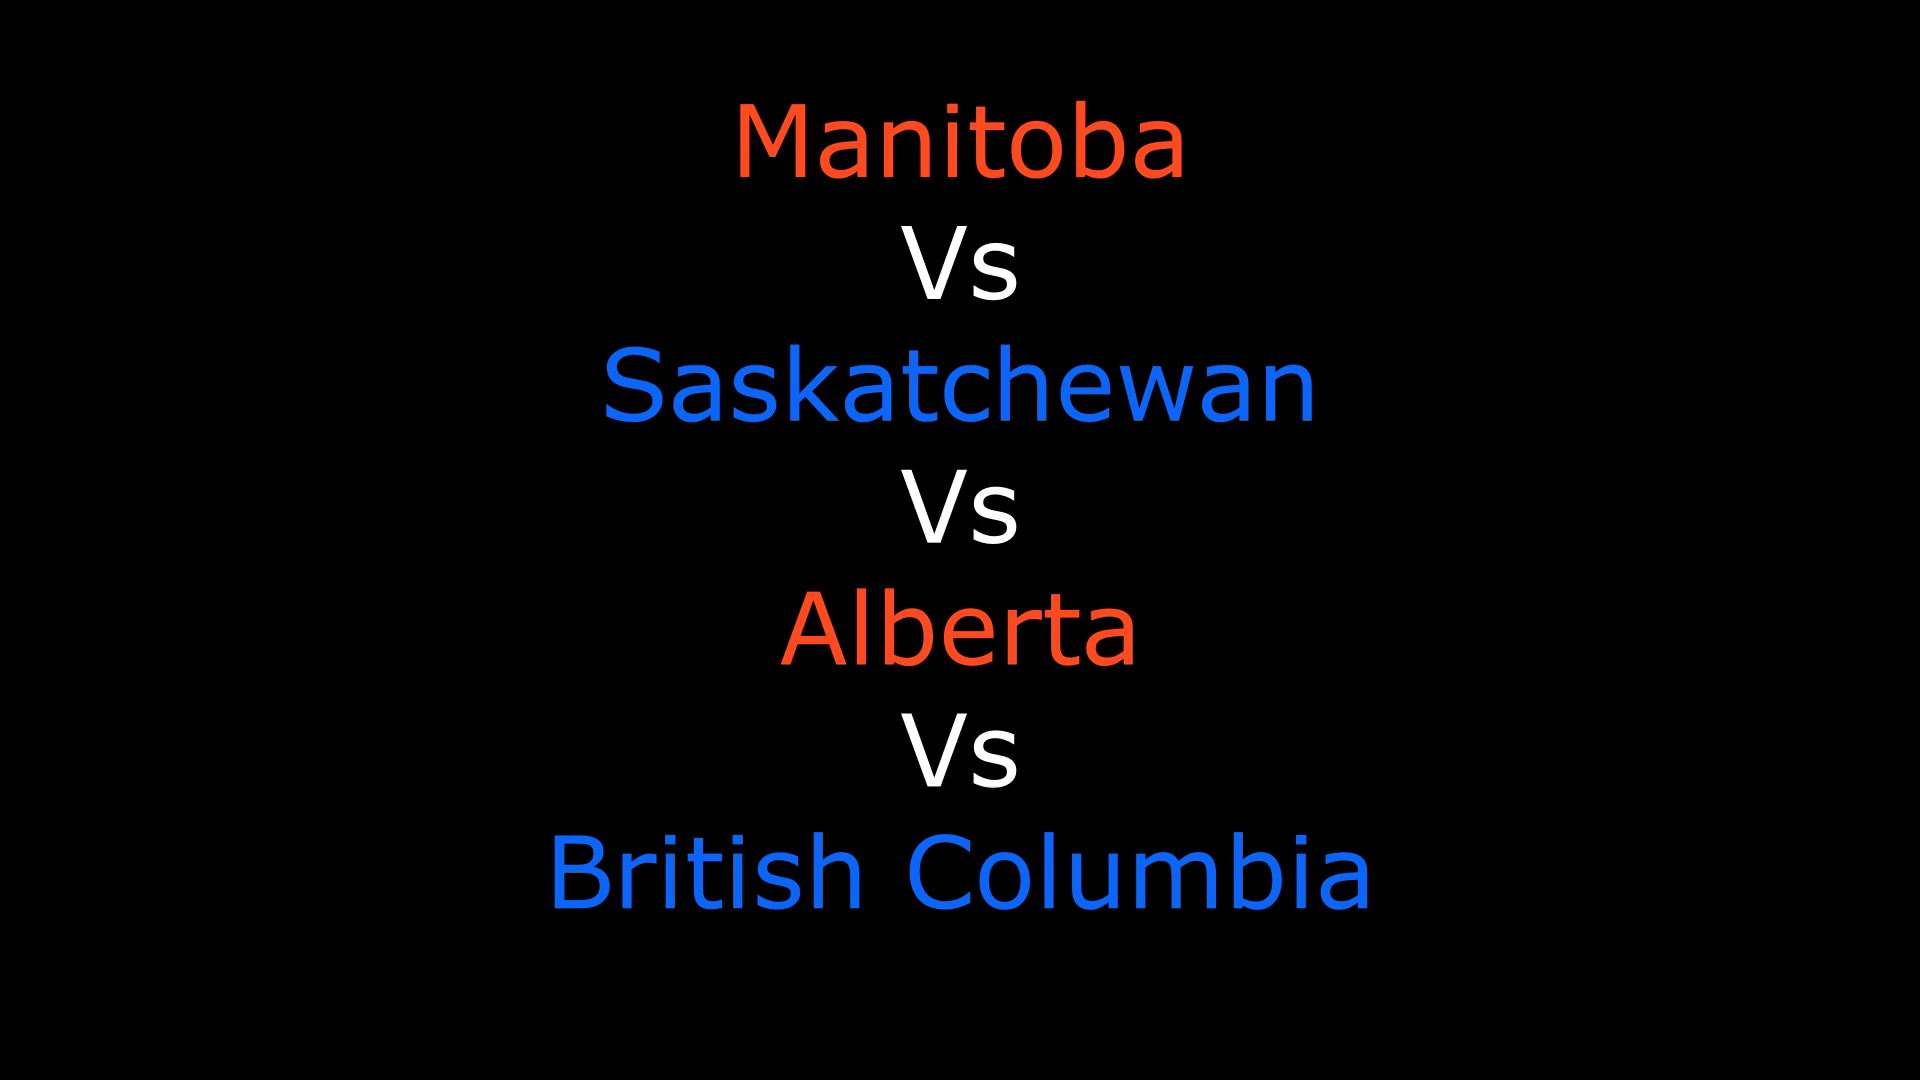 Manitoba
Vs
Saskatchewan
Vs
Alberta
Vs
British Columbia